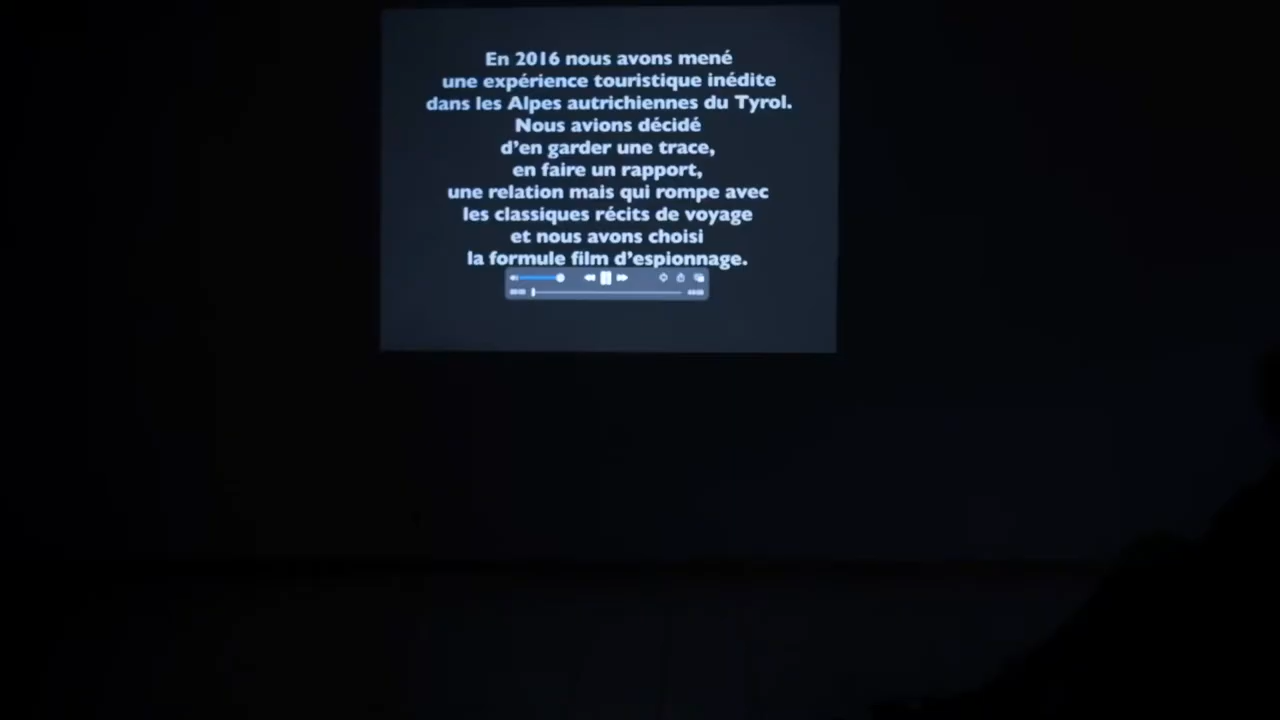 En 2016 nous avons mené
une expérience touristique inédite
dans les Alpes autrichiennes du Tyrol.
Nous avions décidé
d'en garder une trace,
en faire un rapport,
une relation mais qui rompe avec
les classiques récits de voyage
et nous avons choisi
la formule film d'espionnage.